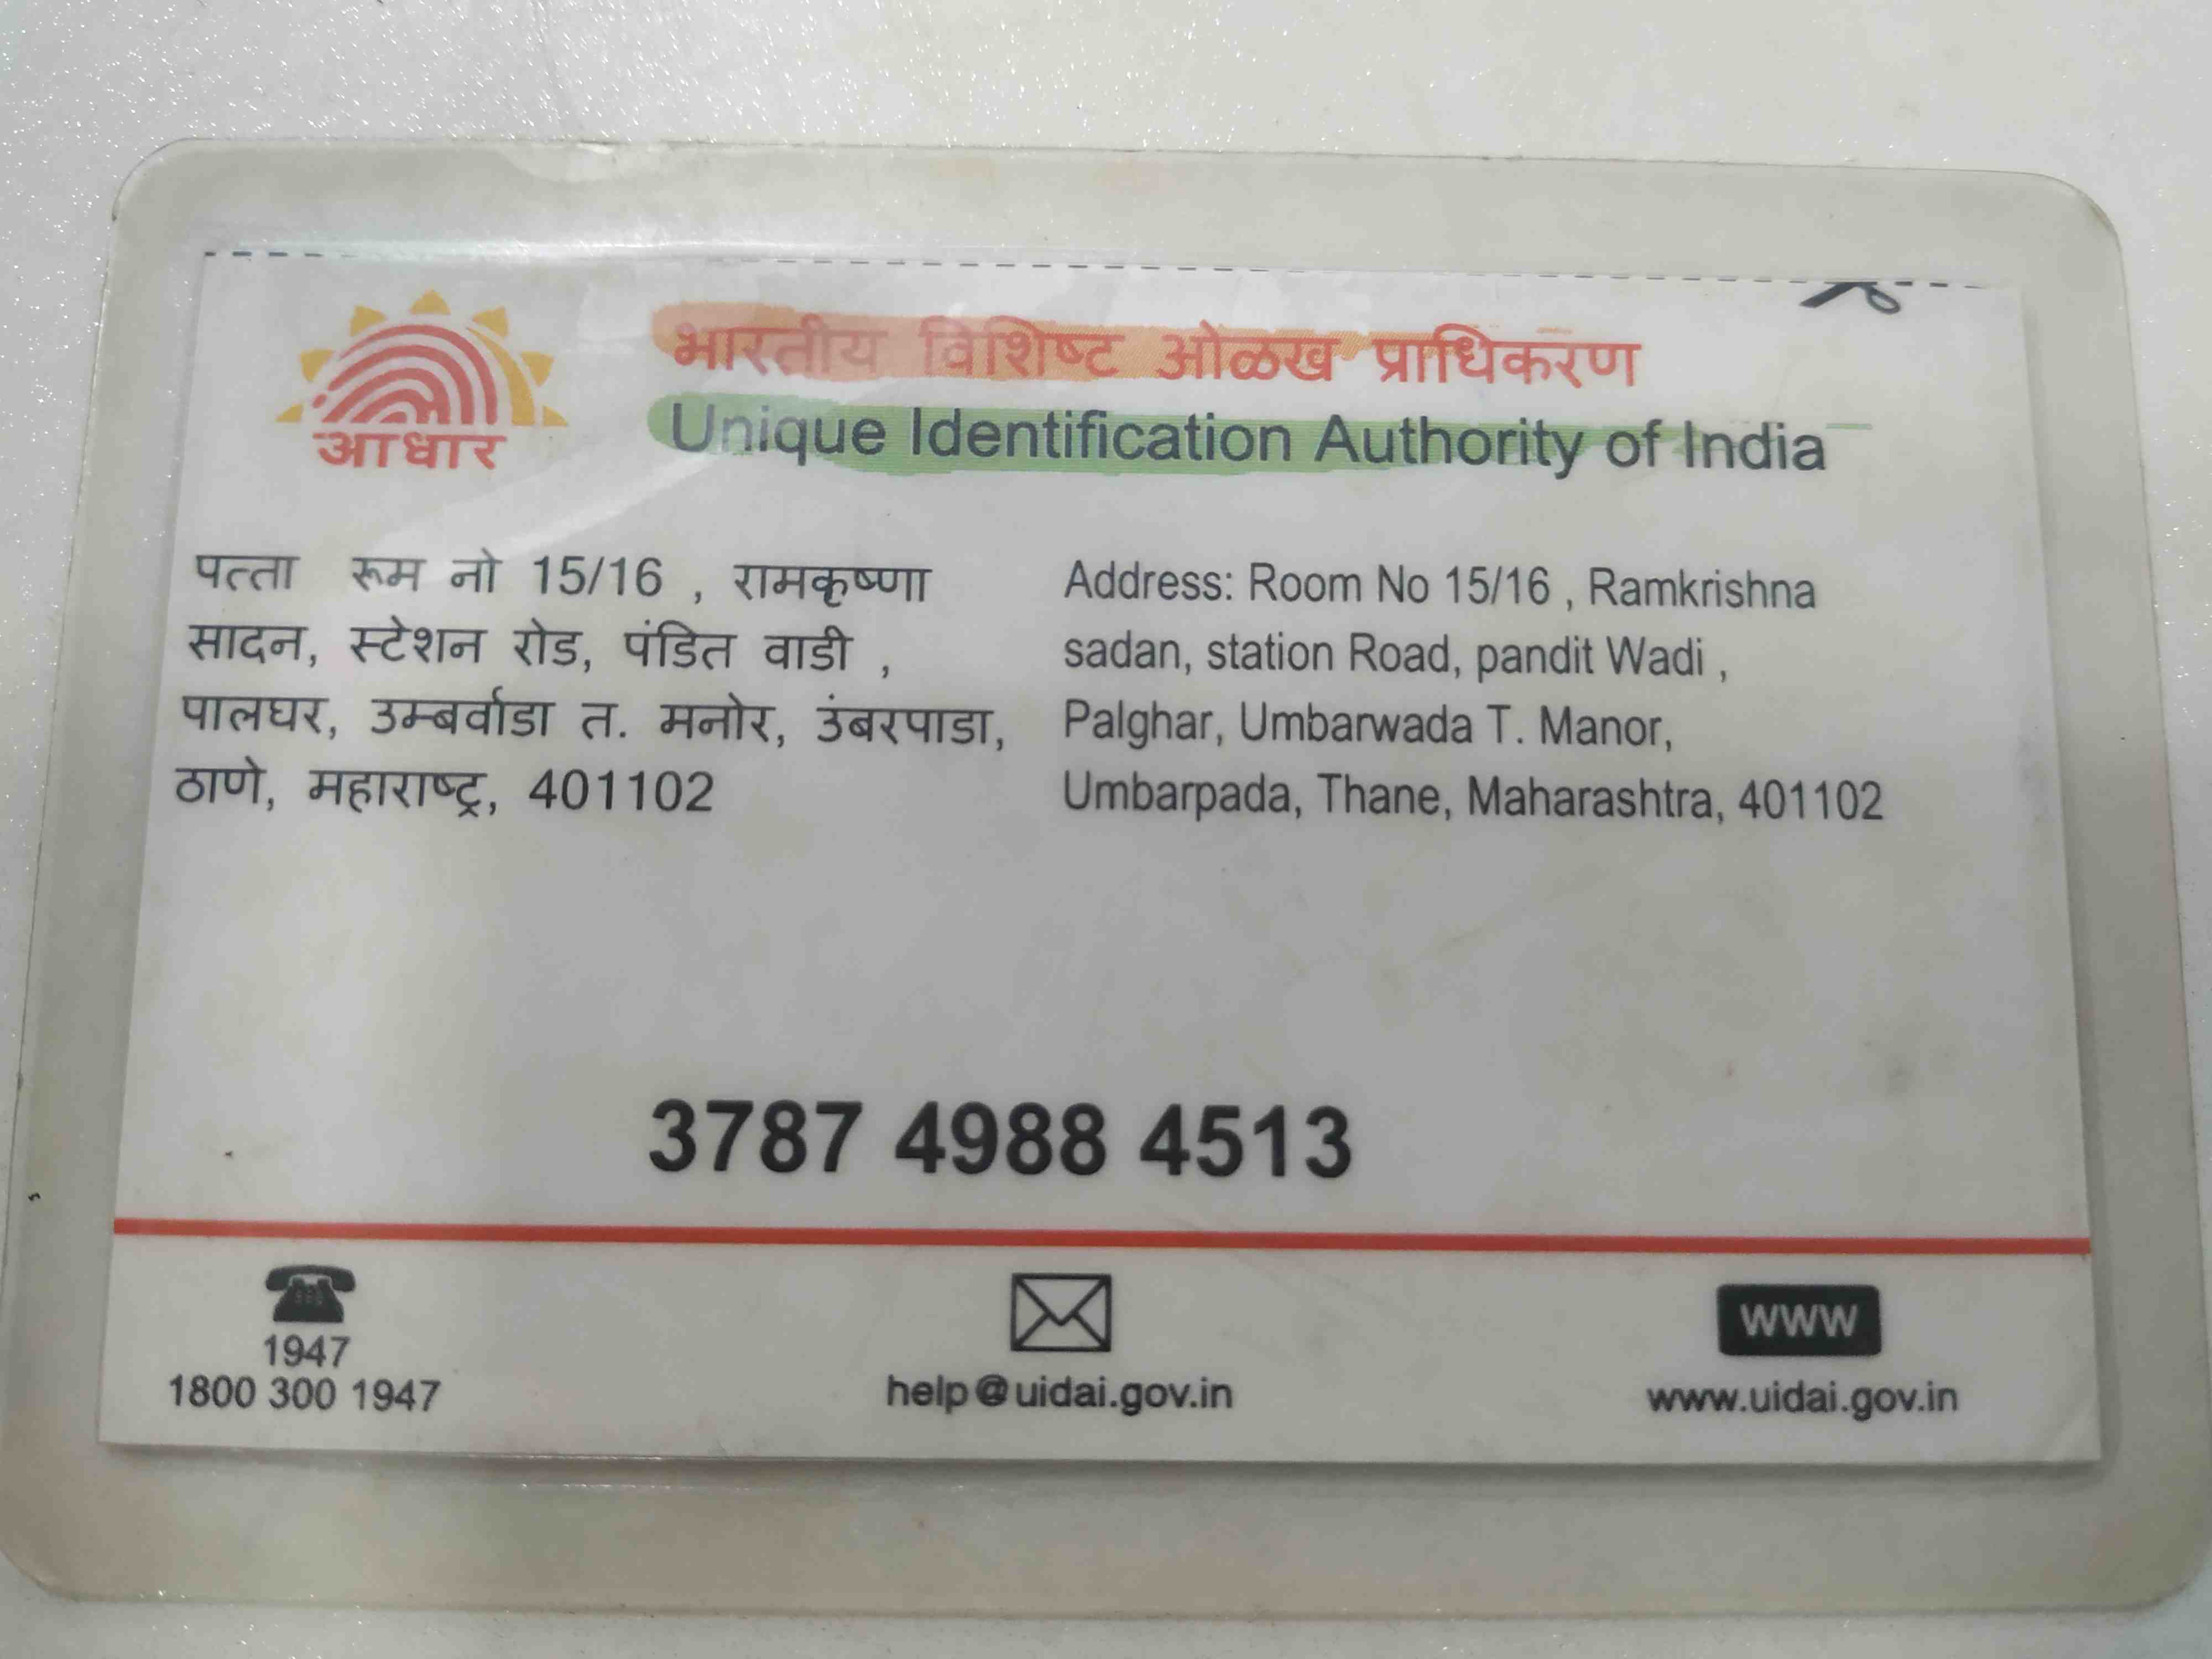 आधार
भारतीय विशिष्ट ओळख प्राधिकरण
Unique Identification Authority of India
पत्ता रूम नो 15/16 , रामकृष्णा
सादन, स्टेशन रोड, पंडित वाडी ,
पालघर, उम्बर्वाडा त. मनोर, उंबरपाडा,
ठाणे, महाराष्ट्र, 401102
Address: Room No 15/16 , Ramkrishna
sadan, station Road, pandit Wadi ,
Palghar, Umbarwada T. Manor,
Umbarpada, Thane, Maharashtra, 401102
3787 4988 4513
1947
1800 300 1947
help@uidai.gov.in
www
www.uidai.gov.in